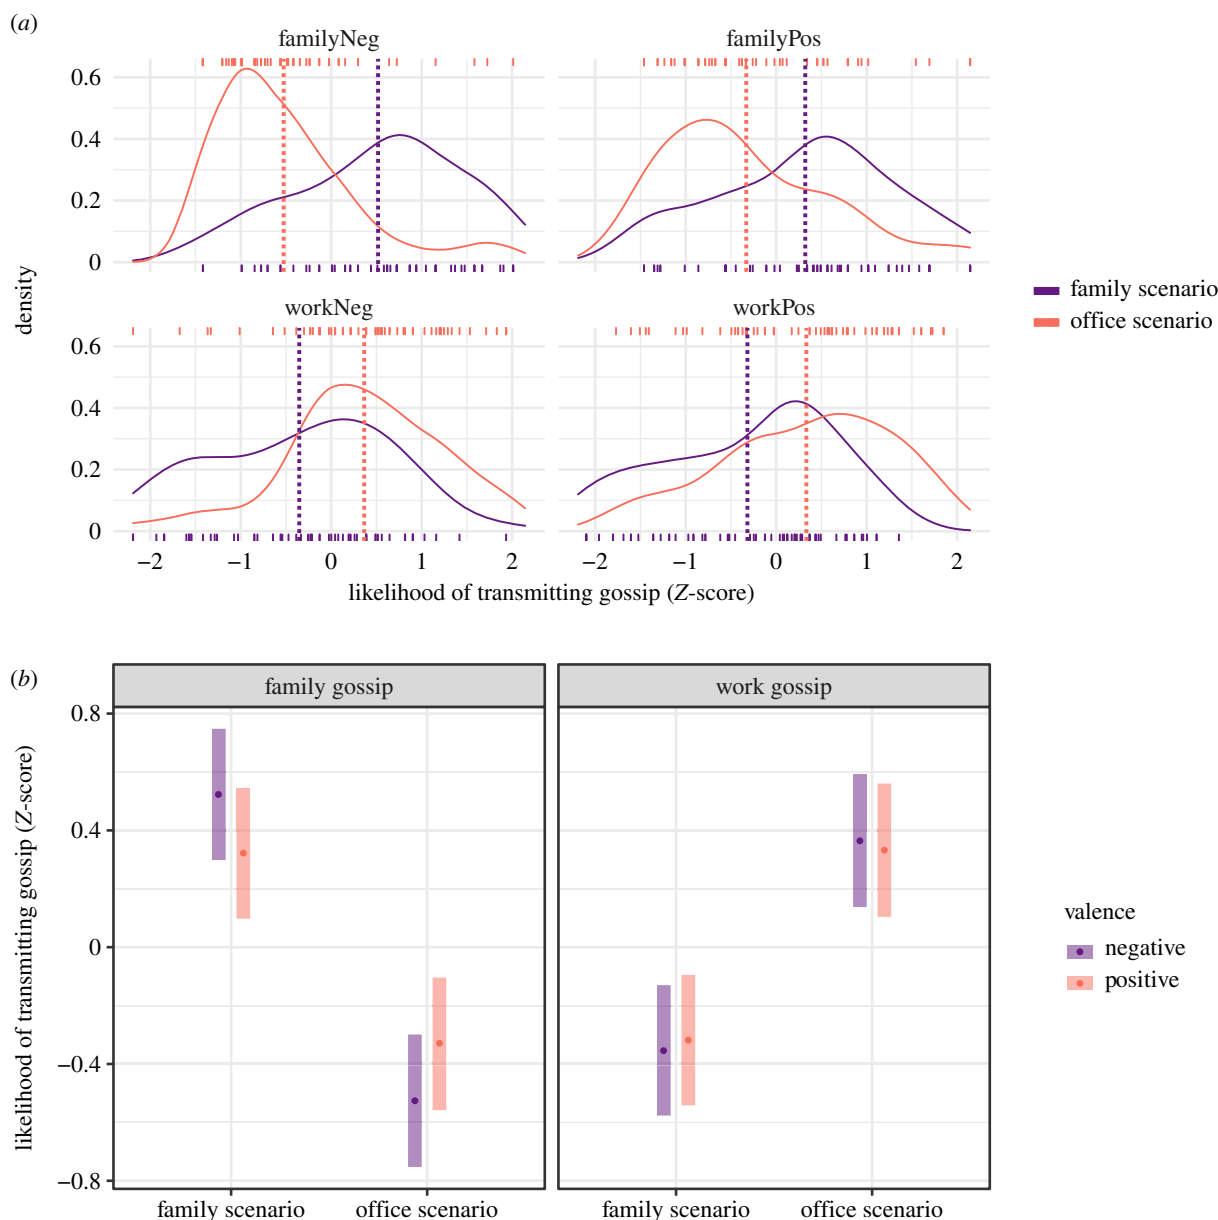 (a)
familyNeg familyPos
0.6
0.4
0.2
0
density
workNeg workPos
0.6
0.4
0.2
0
−2 −1 0 1 2 −2 −1 0 1 2
likelihood of transmitting gossip (Z-score)
family scenario
office scenario
(b)
family gossip work gossip
0.8
0.4
0
−0.4
−0.8
likelihood of transmitting gossip (Z-score)
family scenario office scenario family scenario office scenario
valence
negative
positive